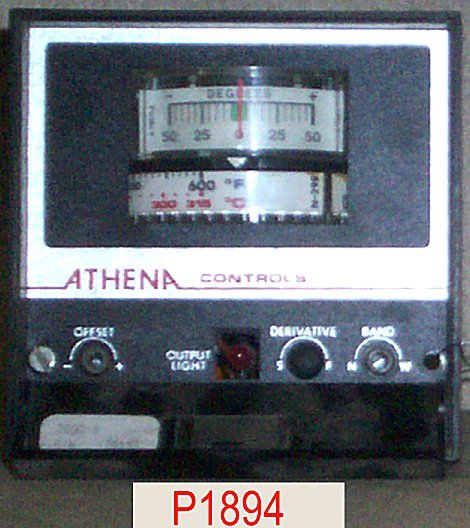 - DEGREES +
50 25 0 25 50
600 °F
300 315 °C
ATHENA CONTROLS
OFFSET
- +
OUTPUT
LIGHT
DERIVATIVE
S F
BAND
N W
P1894